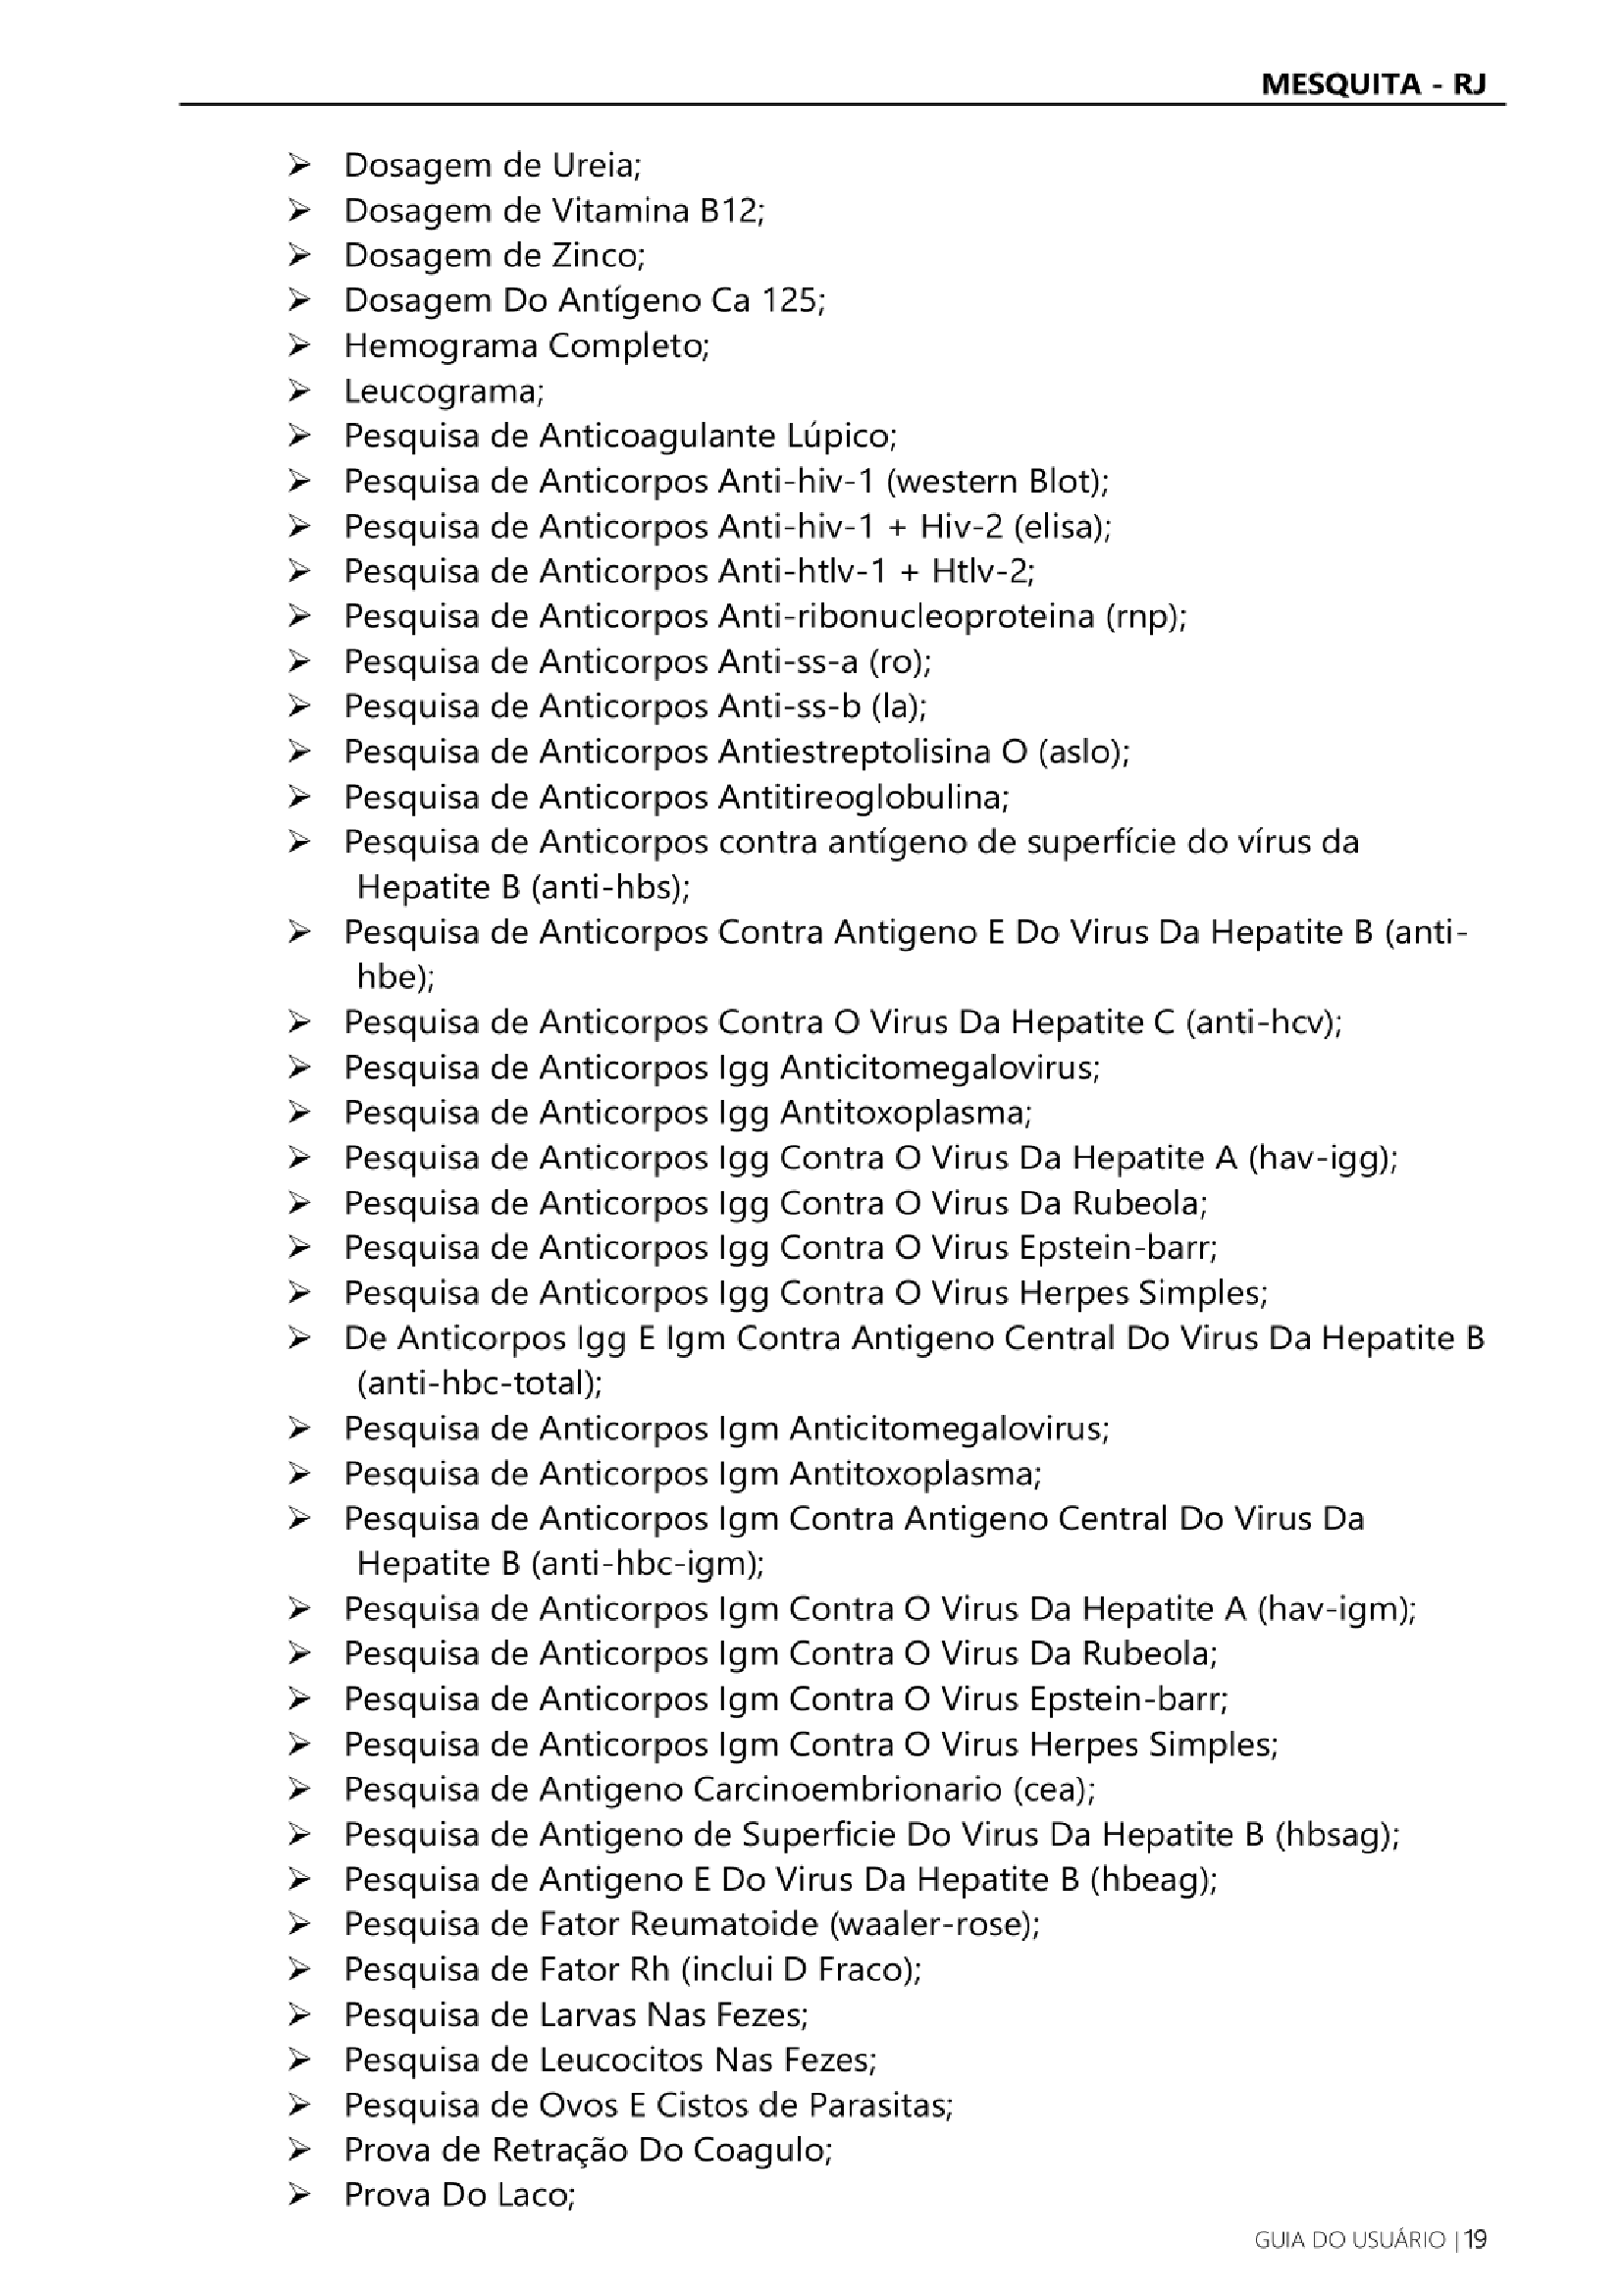 MESQUITA - RJ
➢ Dosagem de Ureia;
➢ Dosagem de Vitamina B12;
➢ Dosagem de Zinco;
➢ Dosagem Do Antígeno Ca 125;
➢ Hemograma Completo;
➢ Leucograma;
➢ Pesquisa de Anticoagulante Lúpico;
➢ Pesquisa de Anticorpos Anti-hiv-1 (western Blot);
➢ Pesquisa de Anticorpos Anti-hiv-1 + Hiv-2 (elisa);
➢ Pesquisa de Anticorpos Anti-htlv-1 + Htlv-2;
➢ Pesquisa de Anticorpos Anti-ribonucleoproteina (rnp);
➢ Pesquisa de Anticorpos Anti-ss-a (ro);
➢ Pesquisa de Anticorpos Anti-ss-b (la);
➢ Pesquisa de Anticorpos Antiestreptolisina O (aslo);
➢ Pesquisa de Anticorpos Antitireoglobulina;
➢ Pesquisa de Anticorpos contra antígeno de superfície do vírus da
Hepatite B (anti-hbs);
➢ Pesquisa de Anticorpos Contra Antigeno E Do Virus Da Hepatite B (anti-
hbe);
➢ Pesquisa de Anticorpos Contra O Virus Da Hepatite C (anti-hcv);
➢ Pesquisa de Anticorpos Igg Anticitomegalovirus;
➢ Pesquisa de Anticorpos Igg Antitoxoplasma;
➢ Pesquisa de Anticorpos Igg Contra O Virus Da Hepatite A (hav-igg);
➢ Pesquisa de Anticorpos Igg Contra O Virus Da Rubeola;
➢ Pesquisa de Anticorpos Igg Contra O Virus Epstein-barr;
➢ Pesquisa de Anticorpos Igg Contra O Virus Herpes Simples;
➢ De Anticorpos Igg E Igm Contra Antigeno Central Do Virus Da Hepatite B
(anti-hbc-total);
➢ Pesquisa de Anticorpos Igm Anticitomegalovirus;
➢ Pesquisa de Anticorpos Igm Antitoxoplasma;
➢ Pesquisa de Anticorpos Igm Contra Antigeno Central Do Virus Da
Hepatite B (anti-hbc-igm);
➢ Pesquisa de Anticorpos Igm Contra O Virus Da Hepatite A (hav-igm);
➢ Pesquisa de Anticorpos Igm Contra O Virus Da Rubeola;
➢ Pesquisa de Anticorpos Igm Contra O Virus Epstein-barr;
➢ Pesquisa de Anticorpos Igm Contra O Virus Herpes Simples;
➢ Pesquisa de Antigeno Carcinoembrionario (cea);
➢ Pesquisa de Antigeno de Superficie Do Virus Da Hepatite B (hbsag);
➢ Pesquisa de Antigeno E Do Virus Da Hepatite B (hbeag);
➢ Pesquisa de Fator Reumatoide (waaler-rose);
➢ Pesquisa de Fator Rh (inclui D Fraco);
➢ Pesquisa de Larvas Nas Fezes;
➢ Pesquisa de Leucocitos Nas Fezes;
➢ Pesquisa de Ovos E Cistos de Parasitas;
➢ Prova de Retração Do Coagulo;
➢ Prova Do Laco;
GUIA DO USUÁRIO |19